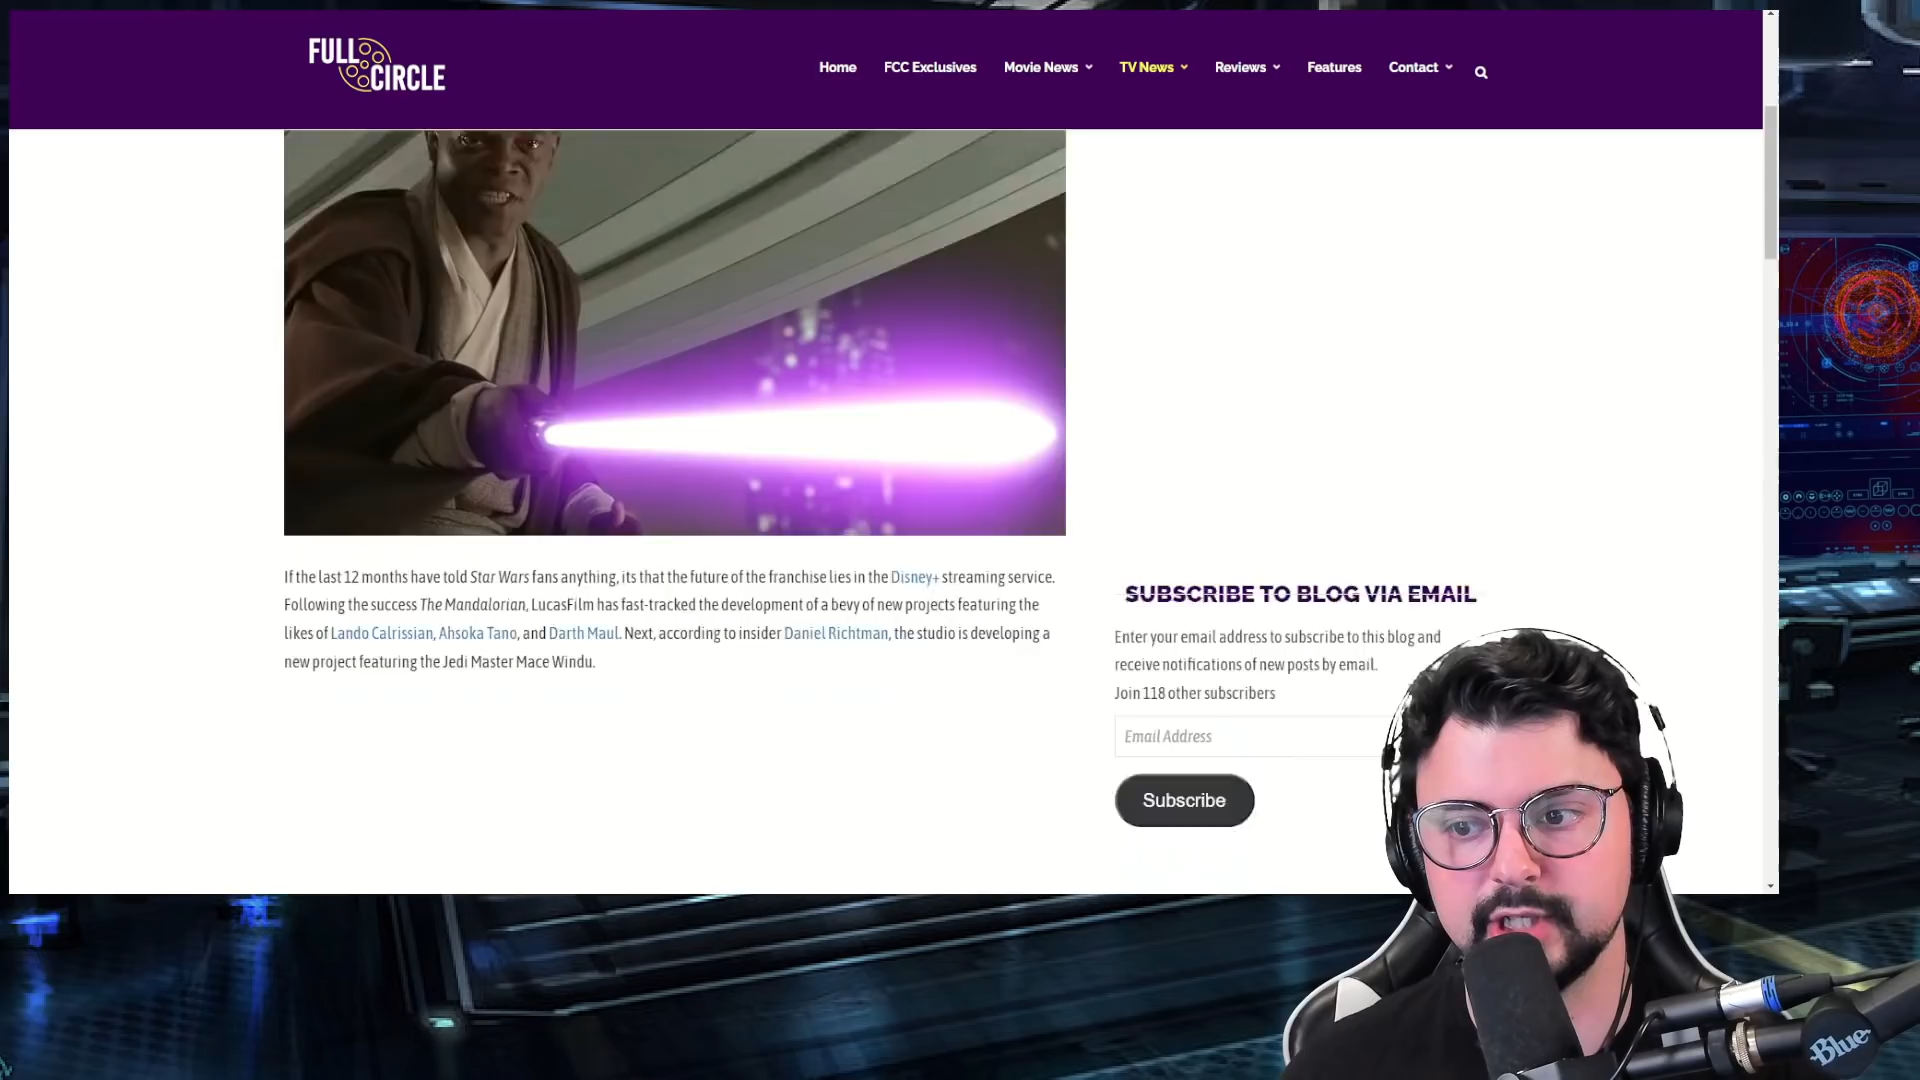 FULL CIRCLE
Home FCC Exclusives Movie News TV News Reviews Features Contact
If the last 12 months have told Star Wars fans anything, its that the future of the franchise lies in the Disney+ streaming service.
Following the success The Mandalorian, LucasFilm has fast-tracked the development of a bevy of new projects featuring the
likes of Lando Calrissian, Ahsoka Tano, and Darth Maul. Next, according to insider Daniel Richtman, the studio is developing a
new project featuring the Jedi Master Mace Windu.
SUBSCRIBE TO BLOG VIA EMAIL
Enter your email address to subscribe to this blog and
receive notifications of new posts by email.
Join 118 other subscribers
Email Address
Subscribe
Blue